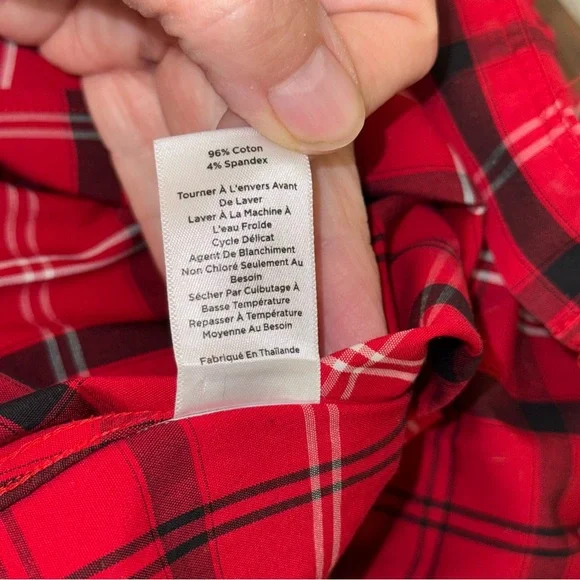 96% Coton
4% Spandex
Tourner À L'envers Avant
De Laver
Laver À La Machine À
L'eau Froide
Cycle Délicat
Agent De Blanchiment
Non Chloré Seulement Au
Besoin
Sécher Par Cuibutage À
Basse Température
Repasser À Température
Moyenne Au Besoin
Fabriqué En Thaïlande